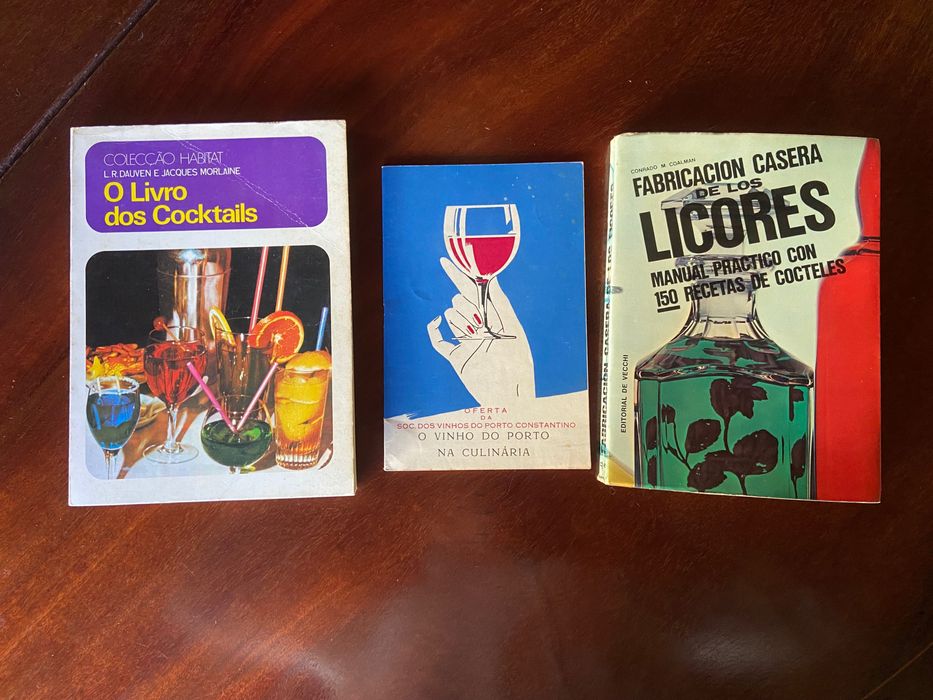 COLECÇÃO HABITAT
L. R. DAUVEN E JACQUES MORLAINE
O Livro
dos Cocktails
OFERTA
DA
SOC. DOS VINHOS DO PORTO CONSTANTINO
O VINHO DO PORTO
NA CULINÁRIA
CONRADO M. COALMAN
FABRICACION CASERA
DE LOS
LICORES
MANUAL PRACTICO CON
150 RECETAS DE COCTELES
EDITORIAL DE VECCHI
FABRICACION CASERA DE LOS LICORES